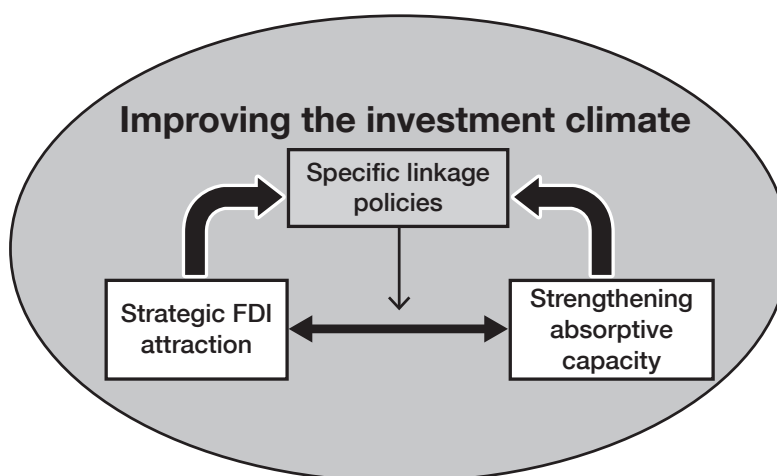 Improving the investment climate
Specific linkage
policies
Strategic FDI
attraction
Strengthening
absorptive
capacity